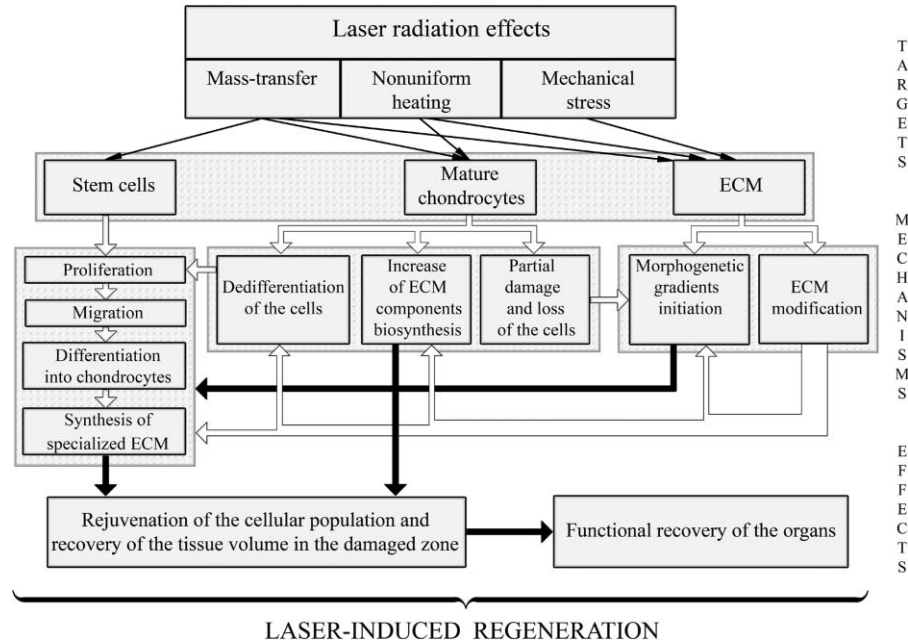 Laser radiation effects
Mass-transfer
Nonuniform
heating
Mechanical
stress
TARGETS
Stem cells
Mature
chondrocytes
ECM
MECHANISMS
Proliferation
Migration
Differentiation
into chondrocytes
Synthesis of
specialized ECM
Dedifferentiation
of the cells
Increase
of ECM
components
biosynthesis
Partial
damage
and loss
of the cells
Morphogenetic
gradients
initiation
ECM
modification
EFFECTS
Rejuvenation of the cellular population and
recovery of the tissue volume in the damaged zone
Functional recovery of the organs
LASER-INDUCED REGENERATION